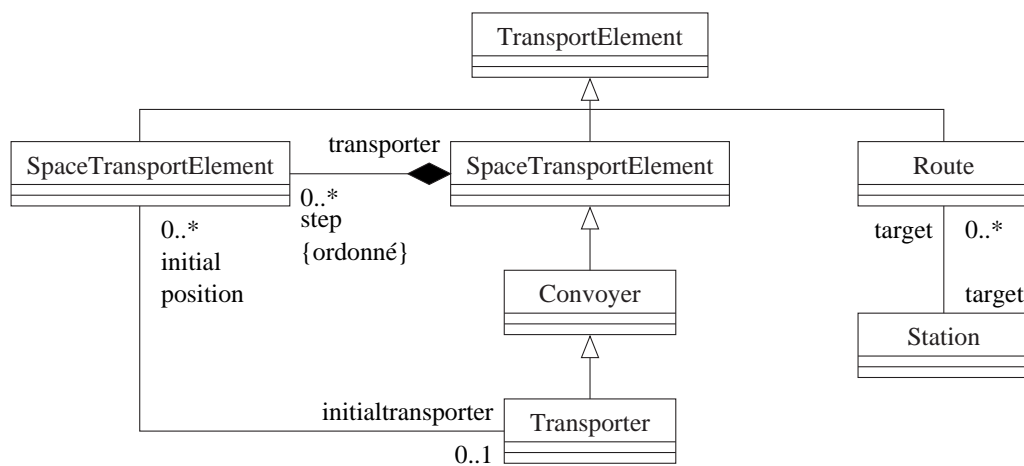 TransportElement
transporter
SpaceTransportElement
SpaceTransportElement
Route
0..*
step
{ordonné}
0..*
initial
position
target
0..*
Convoyer
target
Station
initialtransporter
Transporter
0..1